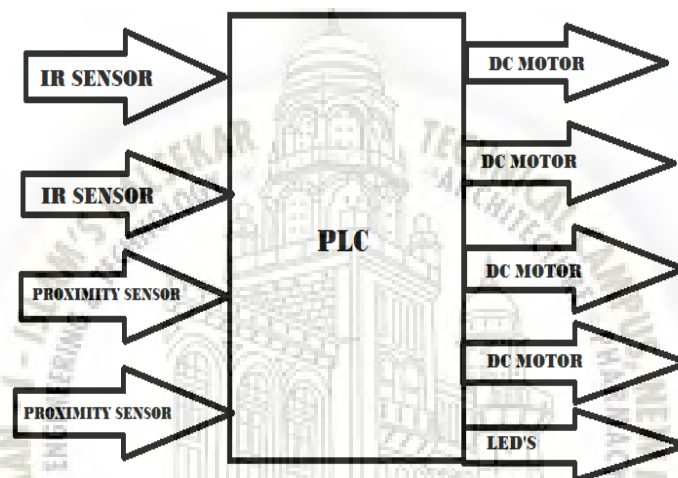 IR SENSOR
IR SENSOR
PROXIMITY SENSOR
PROXIMITY SENSOR
PLC
DC MOTOR
DC MOTOR
DC MOTOR
DC MOTOR
LED'S